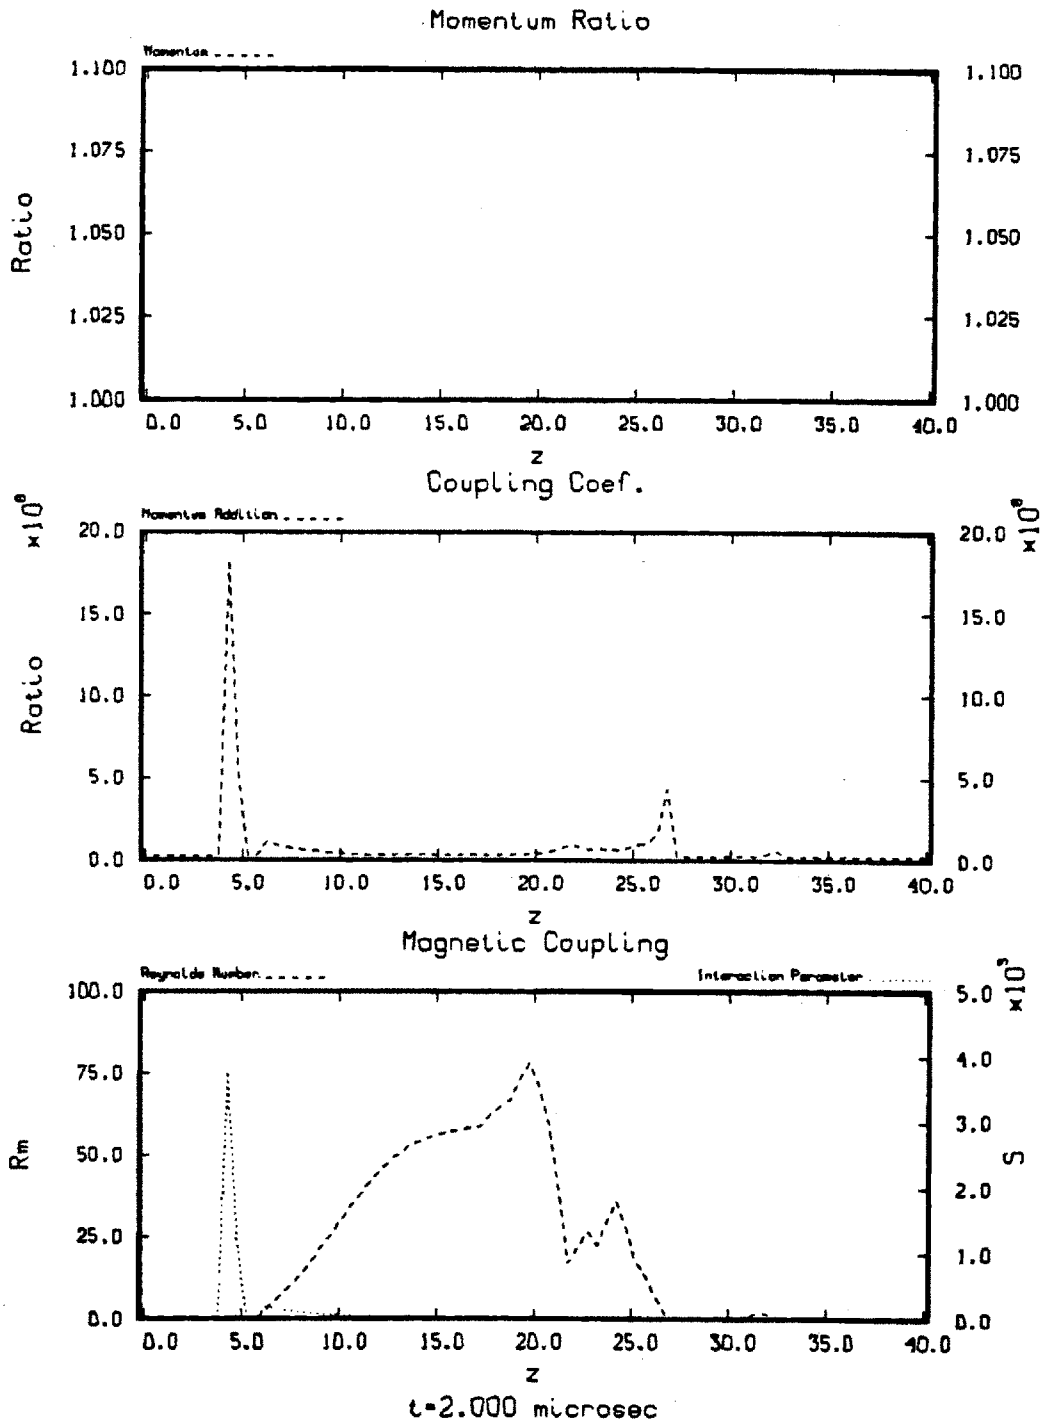 Momentum Ratio
Momentum
1.100 1.100
1.075 1.075
Ratio
1.050 1.050
1.025 1.025
1.000 1.000
0.0 5.0 10.0 15.0 20.0 25.0 30.0 35.0 40.0
z
Coupling Coef.
×10⁰ ×10⁰
Momentum Addition
20.0 20.0
15.0 15.0
Ratio
10.0 10.0
5.0 5.0
0.0 0.0
0.0 5.0 10.0 15.0 20.0 25.0 30.0 35.0 40.0
z
Magnetic Coupling
Reynolds Number Interaction Parameter
×10³
100.0 5.0
75.0 4.0
3.0
Rm 50.0 S
2.0
25.0
1.0
0.0 0.0
0.0 5.0 10.0 15.0 20.0 25.0 30.0 35.0 40.0
z
t=2.000 microsec